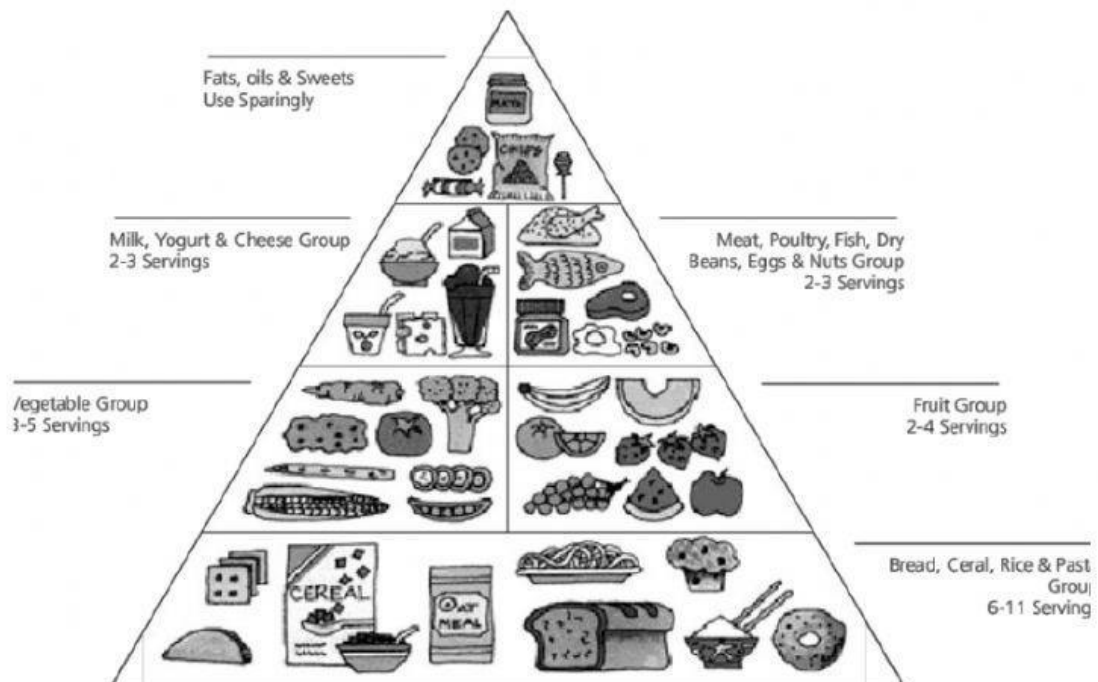 Fats, oils & Sweets
Use Sparingly
MAYO
CHIPS
Milk, Yogurt & Cheese Group
2-3 Servings
Meat, Poultry, Fish, Dry
Beans, Eggs & Nuts Group
2-3 Servings
Vegetable Group
3-5 Servings
Fruit Group
2-4 Servings
Bread, Ceral, Rice & Past
Grou
6-11 Serving
CEREAL
OAT
MEAL